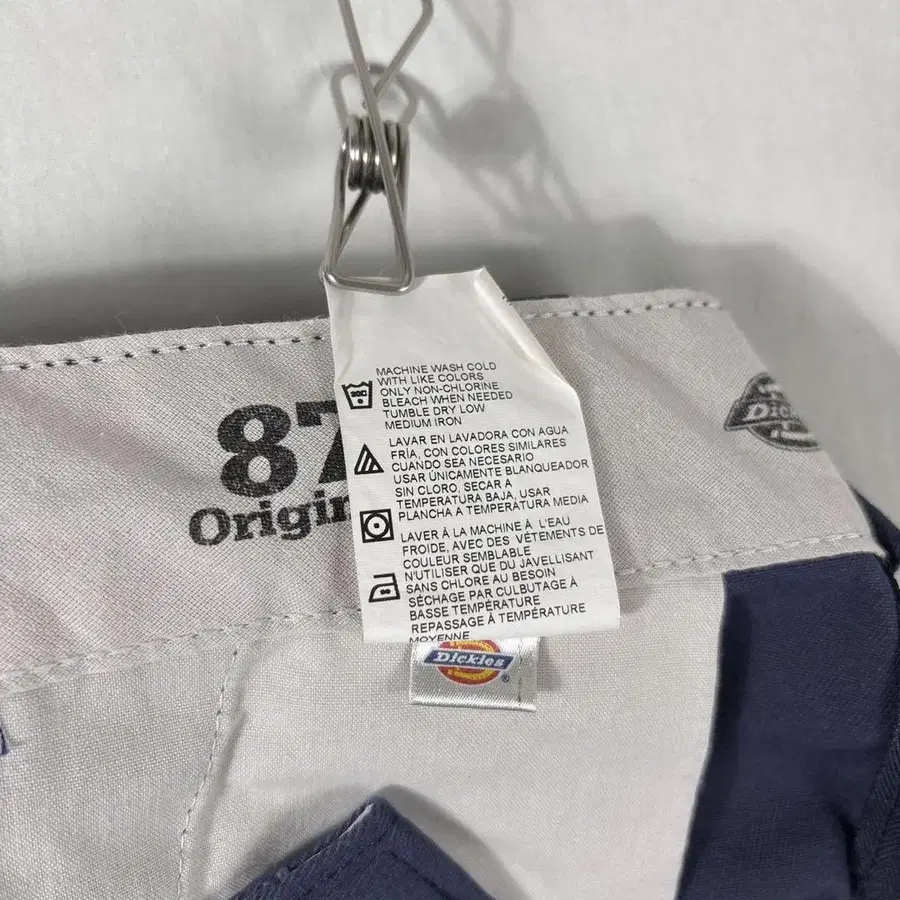 MACHINE WASH COLD
WITH LIKE COLORS
ONLY NON-CHLORINE
BLEACH WHEN NEEDED
TUMBLE DRY LOW
MEDIUM IRON
LAVAR EN LAVADORA CON AGUA
FRÍA, CON COLORES SIMILARES
CUANDO SEA NECESARIO
USAR ÚNICAMENTE BLANQUEADOR
SIN CLORO, SECAR A
TEMPERATURA BAJA, USAR
PLANCHA A TEMPERATURA MEDIA
LAVER À LA MACHINE À L'EAU
FROIDE, AVEC DES VÉTEMENTS DE
COULEUR SEMBLABLE
N'UTILISER QUE DU JAVELLISANT
SANS CHLORE AU BESOIN
SÉCHAGE PAR CULBUTAGE À
BASSE TEMPÉRATURE
REPASSAGE À TEMPÉRATURE
MOYENNE
30C
87
Origin
Dickies
Dickies®